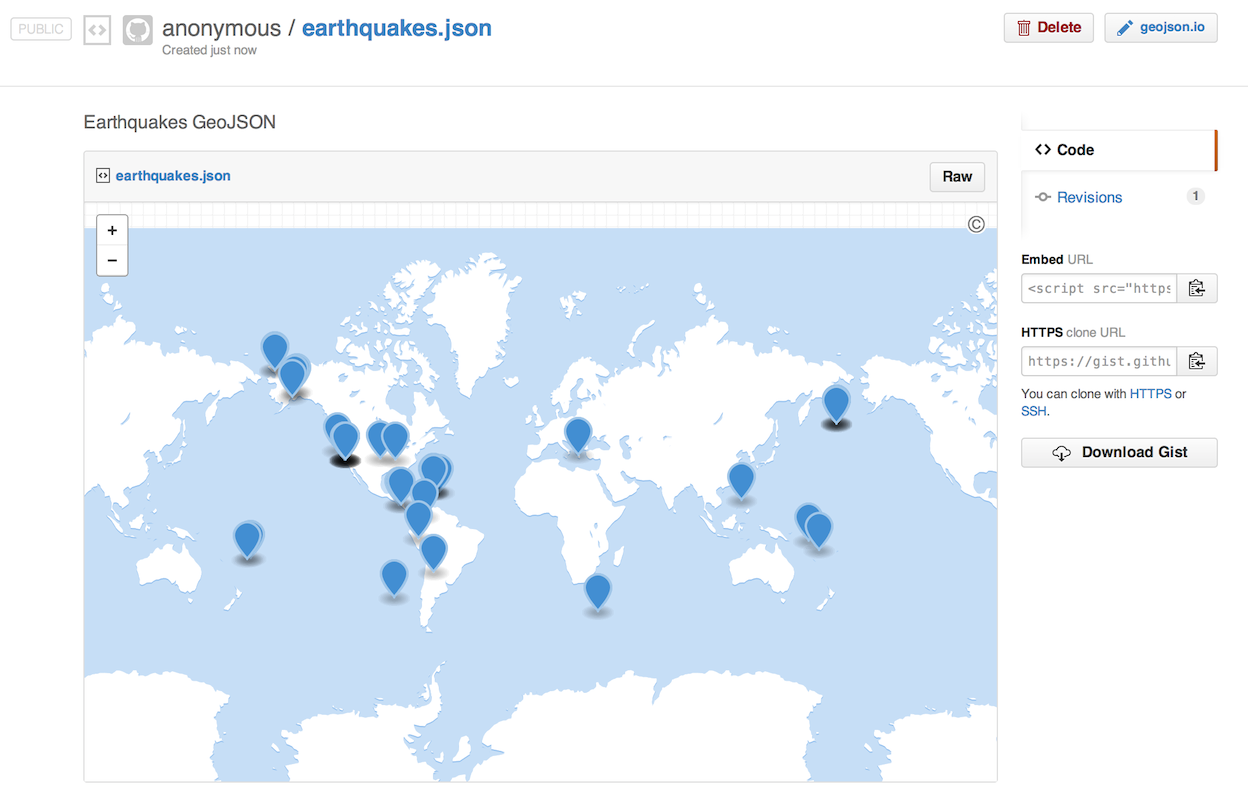 PUBLIC
anonymous / earthquakes.json
Created just now
Delete
geojson.io
Earthquakes GeoJSON
earthquakes.json
Raw
+
−
©
Code
Revisions
1
Embed URL
<script src="https
HTTPS clone URL
https://gist.githu
You can clone with HTTPS or
SSH.
Download Gist